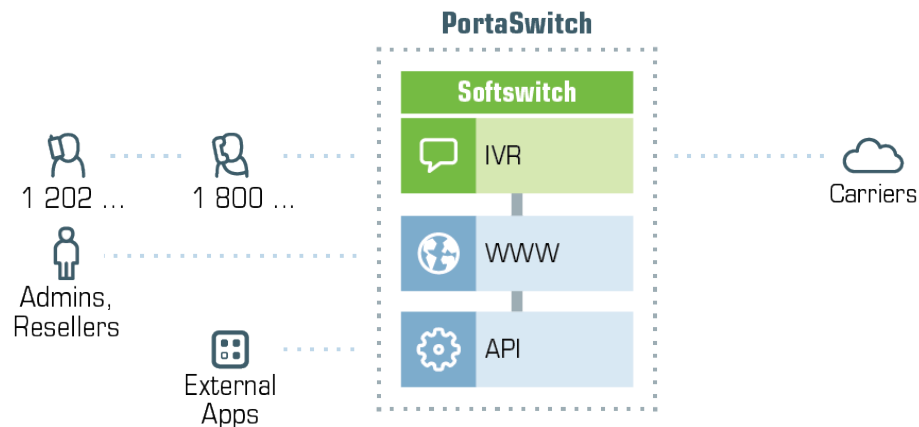 PortaSwitch
Softswitch
IVR
1 202 ...
1 800 ...
Carriers
WWW
Admins,
Resellers
API
External
Apps